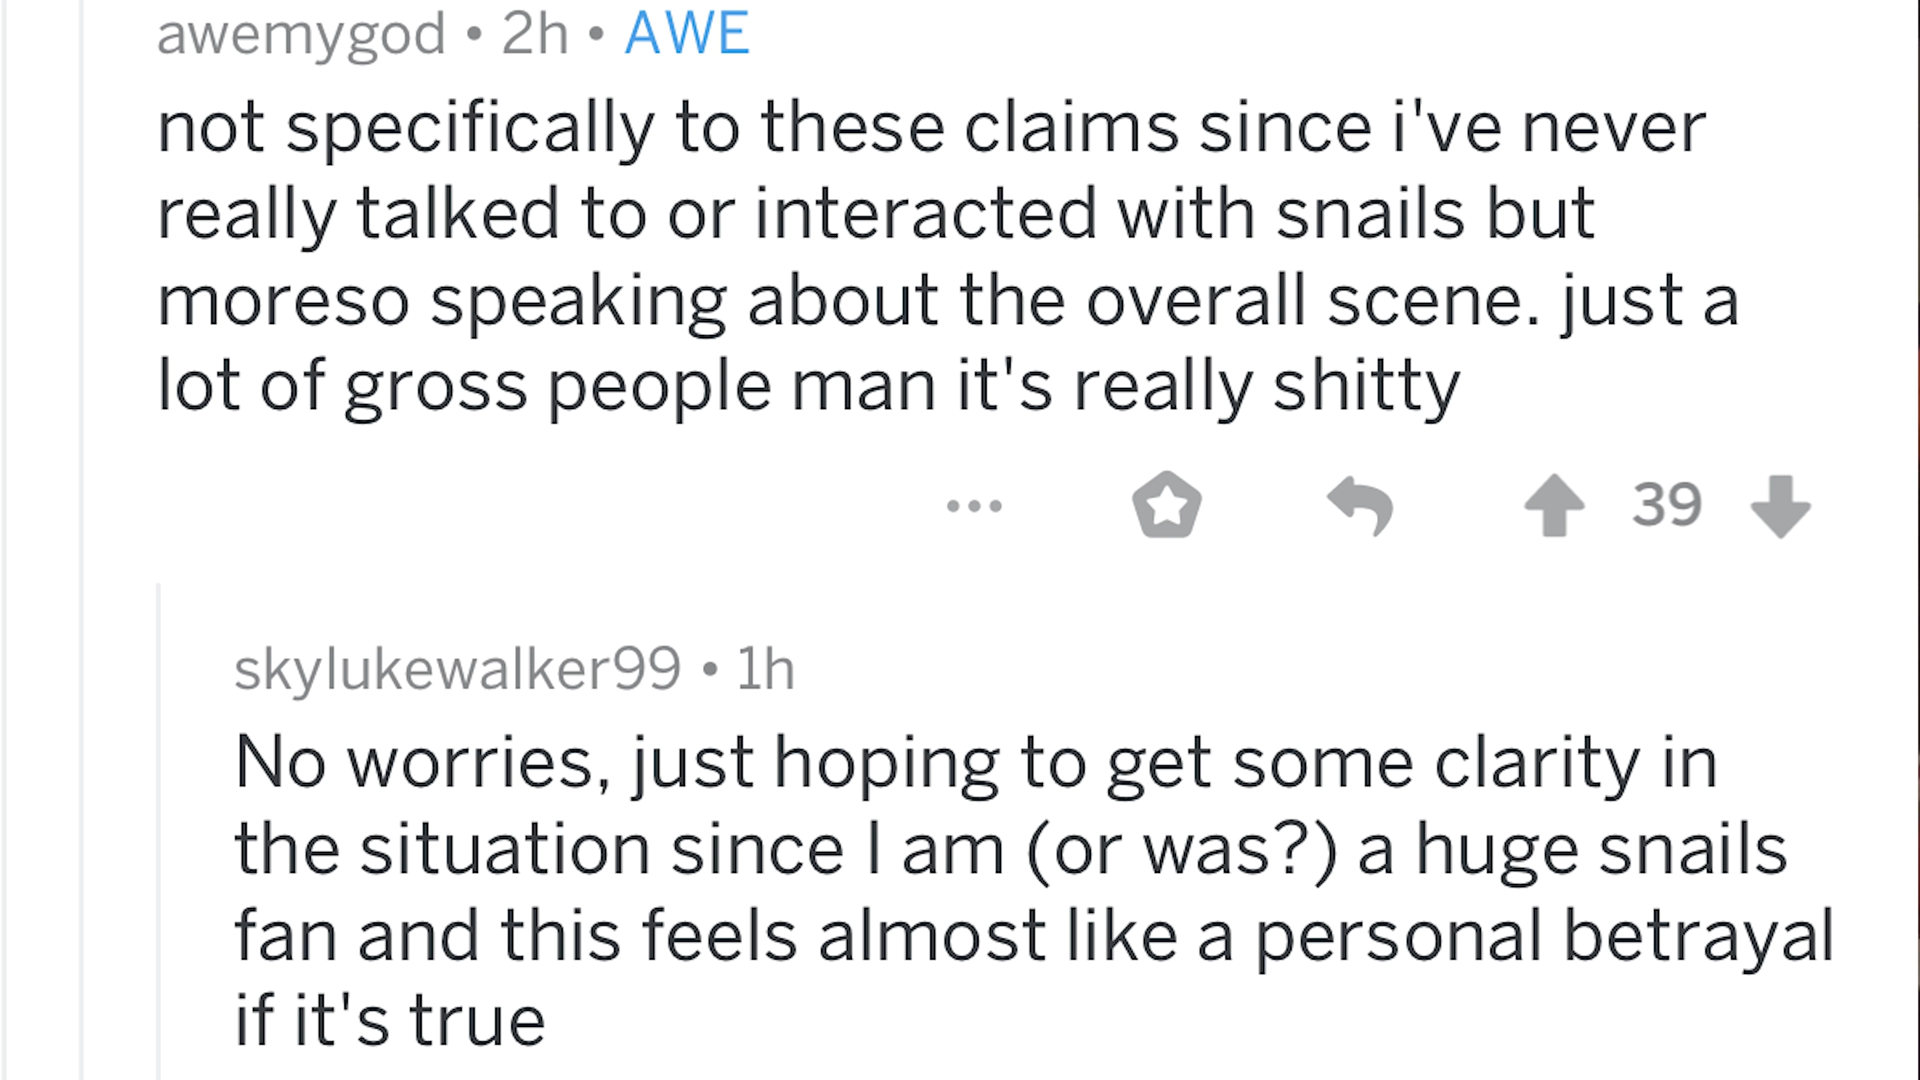 awemygod • 2h • AWE
not specifically to these claims since i've never
really talked to or interacted with snails but
moreso speaking about the overall scene. just a
lot of gross people man it's really shitty
39
skylukewalker99 • 1h
No worries, just hoping to get some clarity in
the situation since I am (or was?) a huge snails
fan and this feels almost like a personal betrayal
if it's true